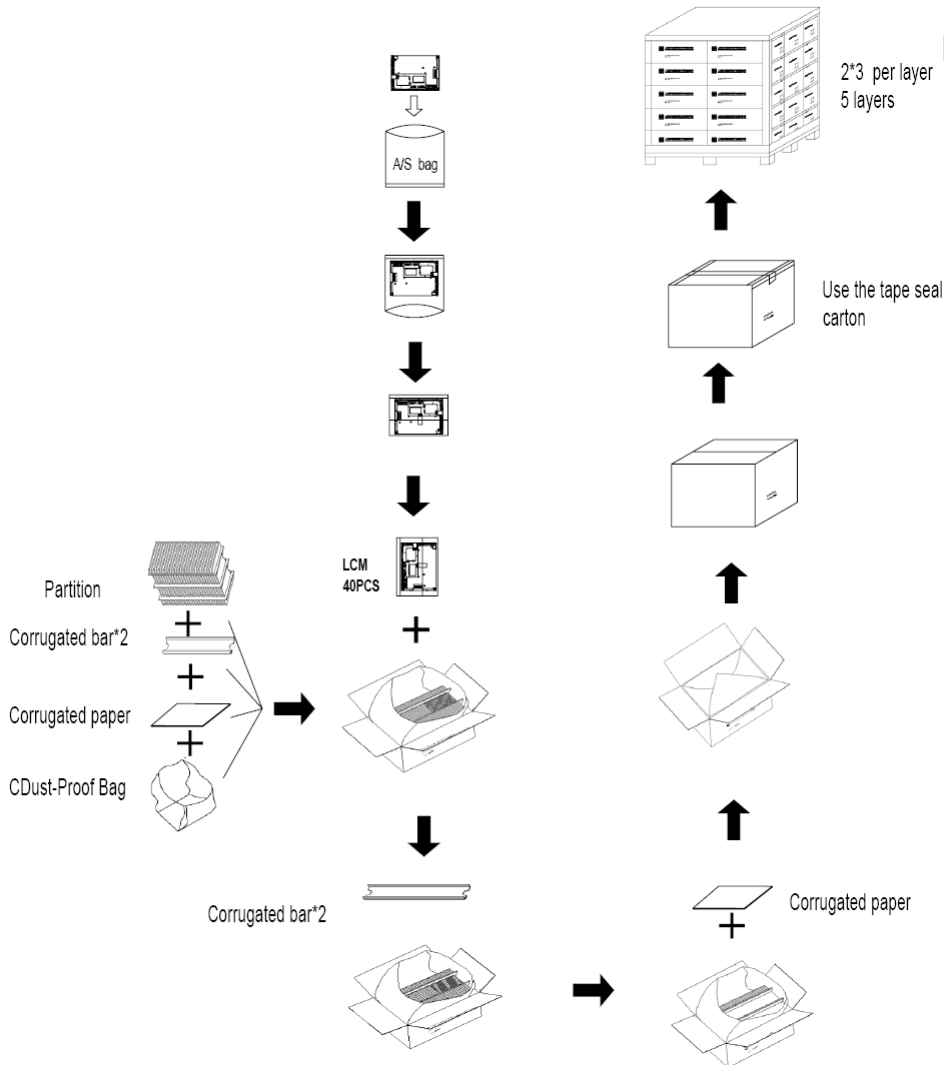 A/S bag
LCM
40PCS
Partition
Corrugated bar*2
Corrugated paper
CDust-Proof Bag
Corrugated bar*2
Corrugated paper
Use the tape seal
carton
2*3 per layer
5 layers